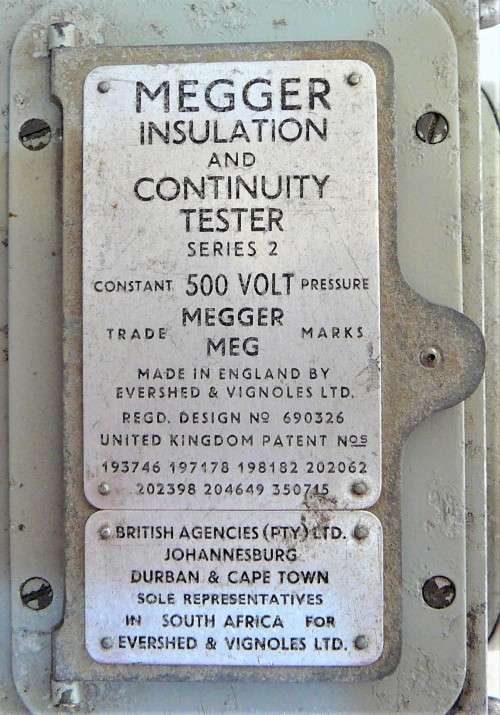 MEGGER
INSULATION
AND
CONTINUITY
TESTER
SERIES 2
CONSTANT 500 VOLT PRESSURE
TRADE MEGGER MARKS
MEG
MADE IN ENGLAND BY
EVERSHED & VIGNOLES LTD.
REGD. DESIGN Nº 690326
UNITED KINGDOM PATENT Nºs
193746 197178 198182 202062
202398 204649 350715
BRITISH AGENCIES (PTY) LTD.
JOHANNESBURG
DURBAN & CAPE TOWN
SOLE REPRESENTATIVES
IN SOUTH AFRICA FOR
EVERSHED & VIGNOLES LTD.